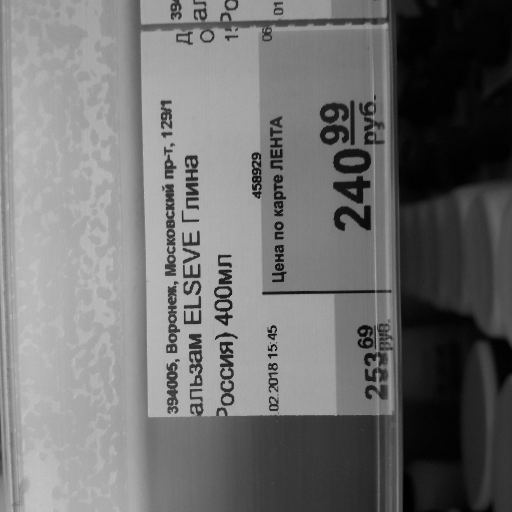 394005, Воронеж, Московский пр-т, 129/1
альзам ELSEVE Глина
Россия) 400мл
458929
.02.2018 15:45
Цена по карте ЛЕНТА
253 69
руб.
240 99
руб.